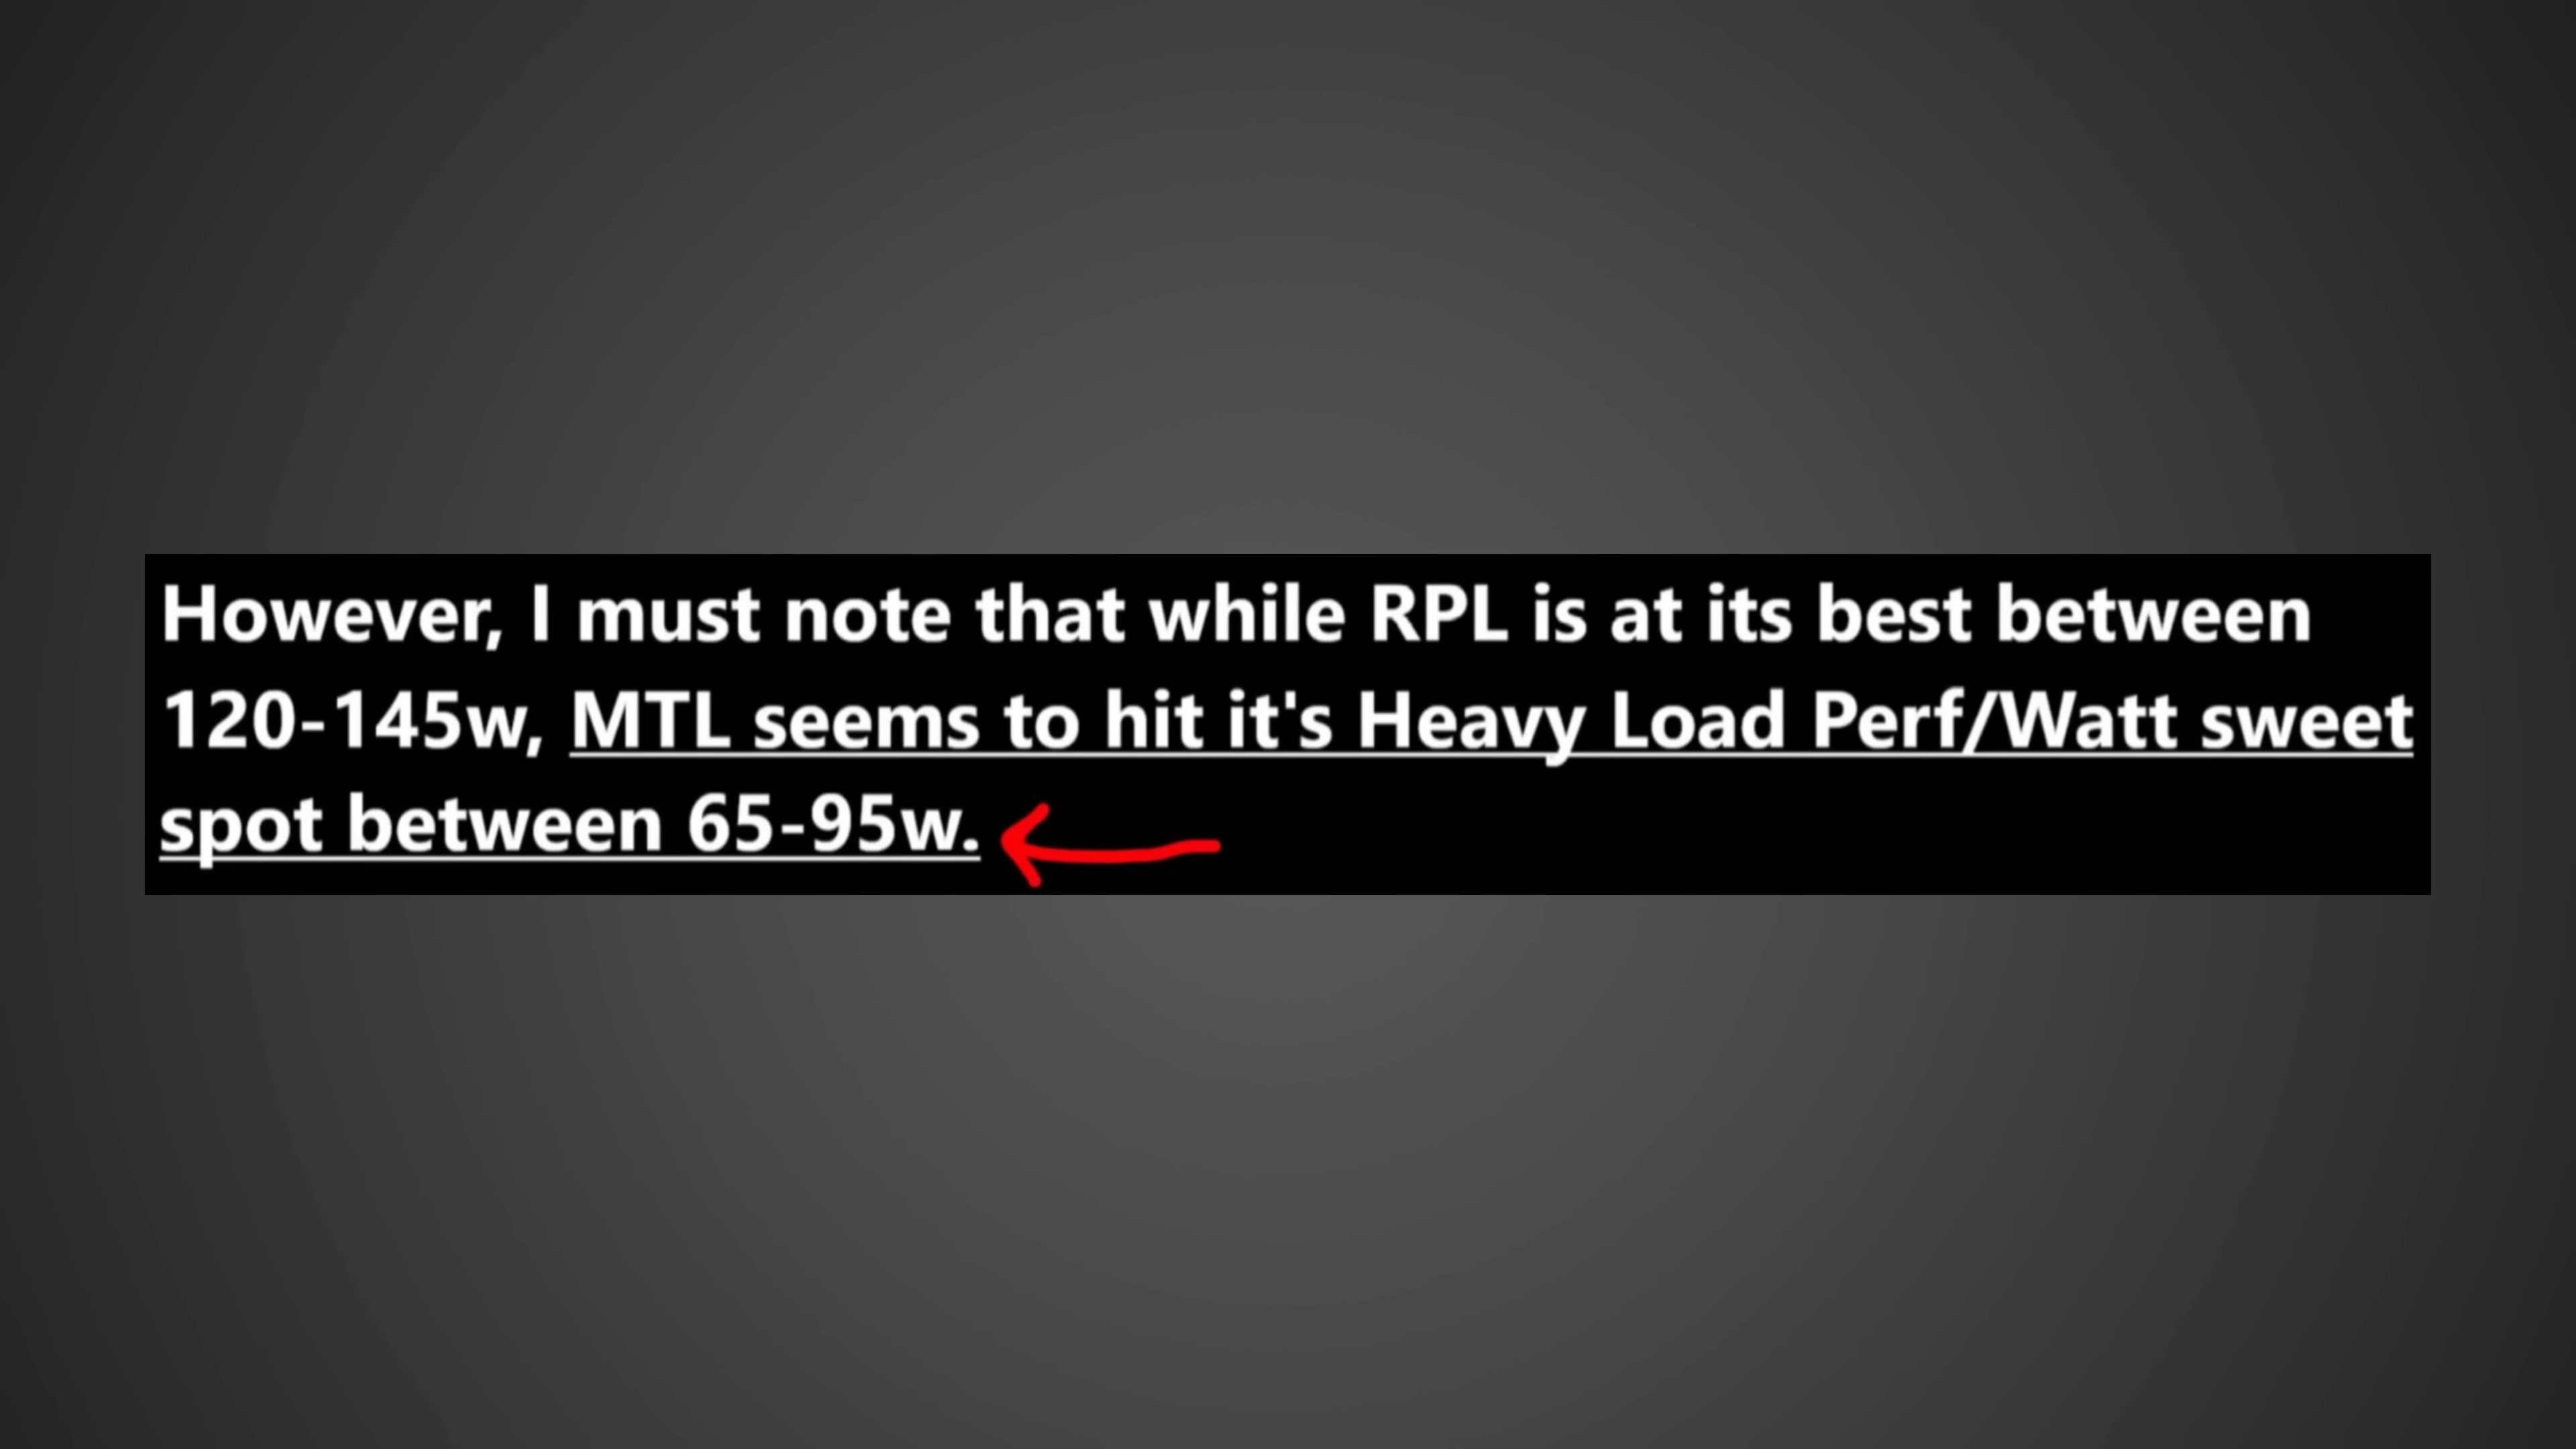 However, I must note that while RPL is at its best between
120-145w, MTL seems to hit it's Heavy Load Perf/Watt sweet
spot between 65-95w.